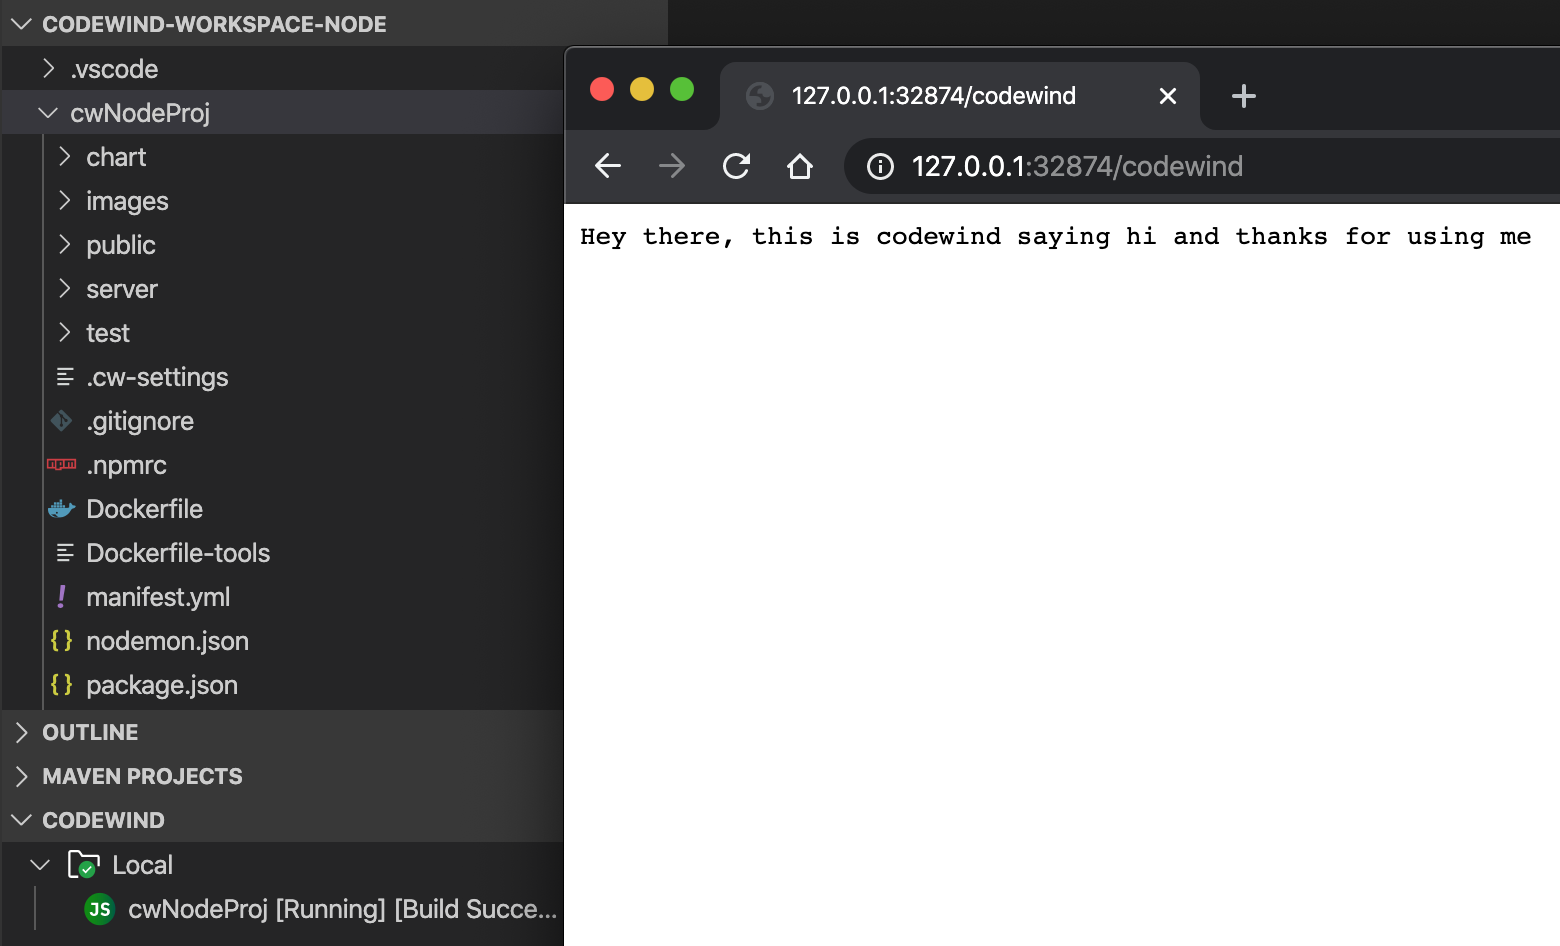 CODEWIND-WORKSPACE-NODE
.vscode
cwNodeProj
chart
images
public
server
test
.cw-settings
.gitignore
.npmrc
Dockerfile
Dockerfile-tools
manifest.yml
nodemon.json
package.json
OUTLINE
MAVEN PROJECTS
CODEWIND
Local
JS cwNodeProj [Running] [Build Succe...
127.0.0.1:32874/codewind
127.0.0.1:32874/codewind
Hey there, this is codewind saying hi and thanks for using me